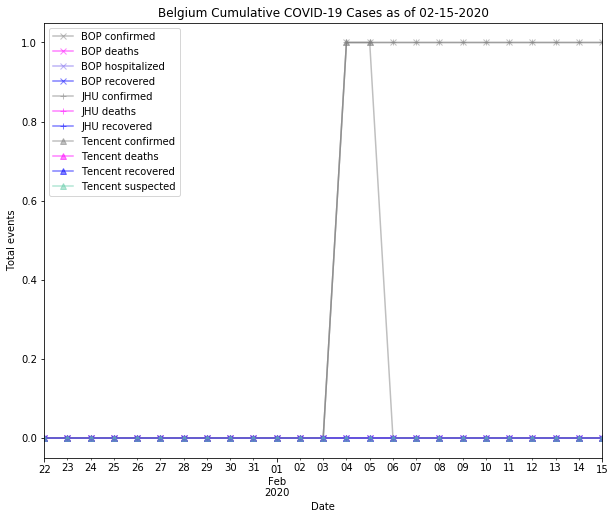 Belgium Cumulative COVID-19 Cases as of 02-15-2020
BOP confirmed
BOP deaths
BOP hospitalized
BOP recovered
JHU confirmed
JHU deaths
JHU recovered
Tencent confirmed
Tencent deaths
Tencent recovered
Tencent suspected
1.0
0.8
0.6
0.4
0.2
0.0
Total events
22 23 24 25 26 27 28 29 30 31 01 02 03 04 05 06 07 08 09 10 11 12 13 14 15
Feb
2020
Date